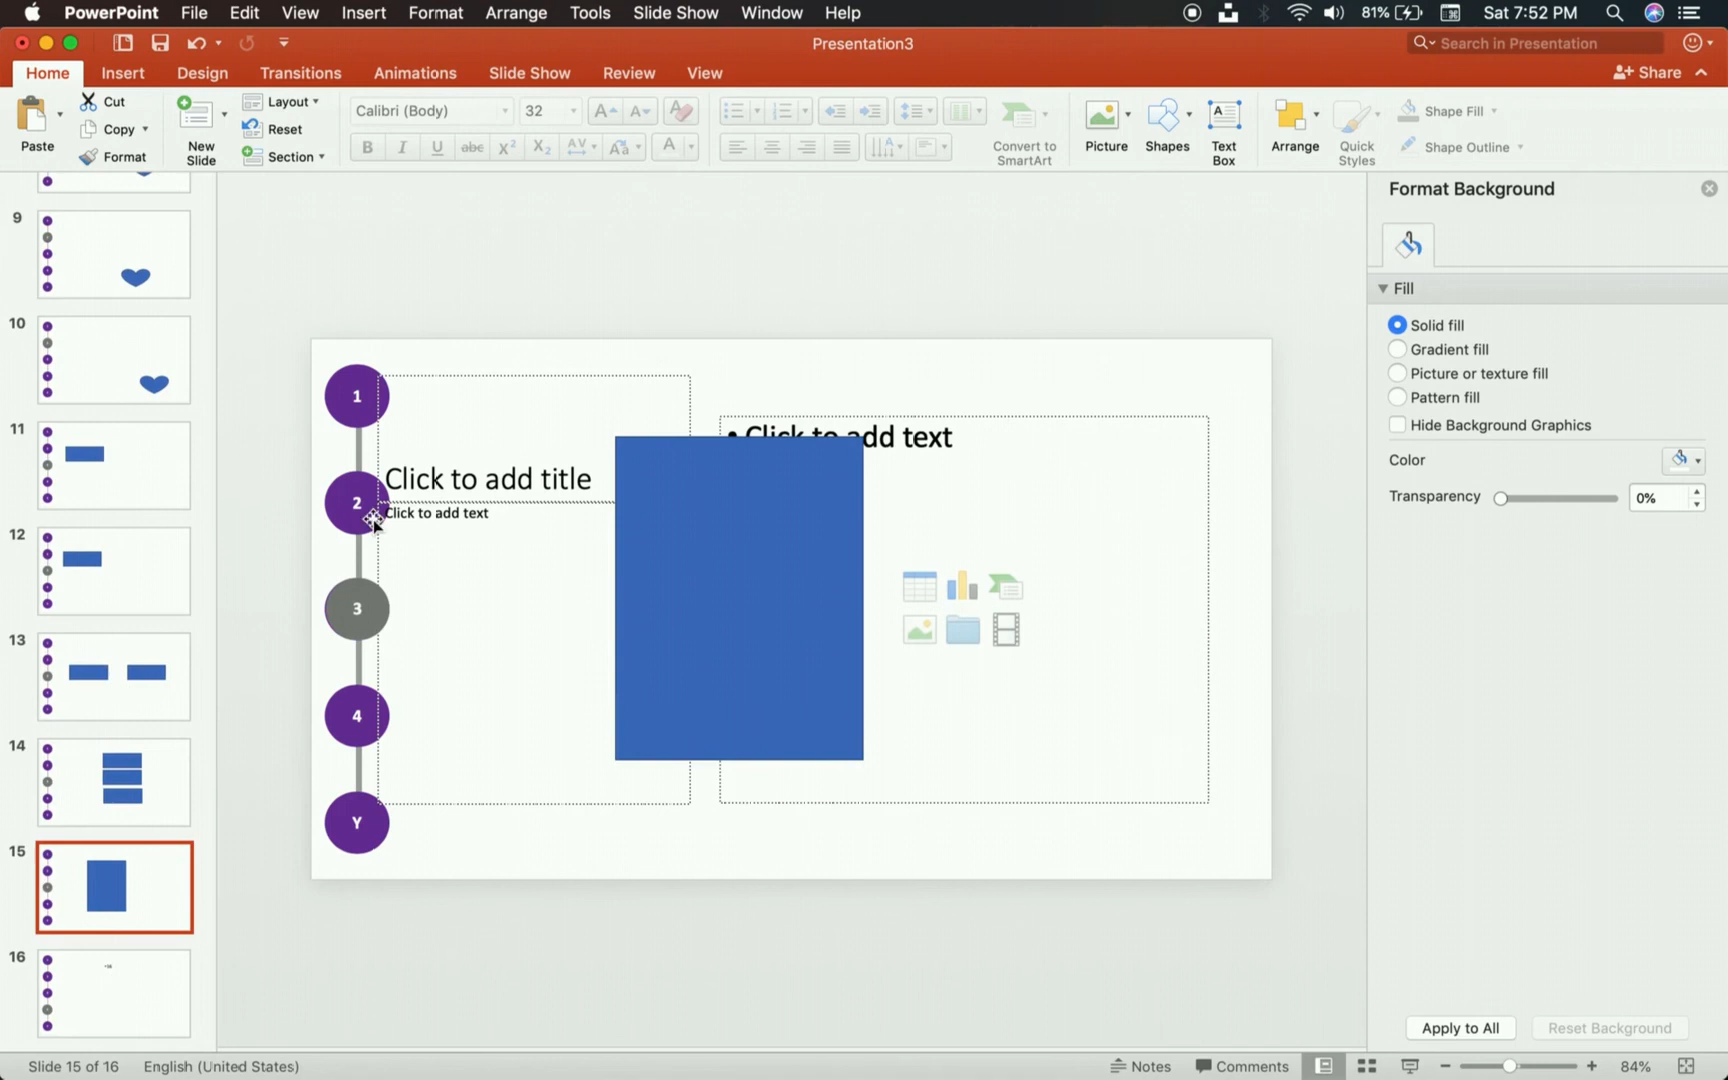 PowerPoint File Edit View Insert Format Arrange Tools Slide Show Window Help 81% Sat 7:52 PM
Presentation3
Search in Presentation
Home Insert Design Transitions Animations Slide Show Review View
Share
Paste
Cut
Copy
Format
New
Slide
Layout
Reset
Section
Calibri (Body) 32
B I U abc X² X₂ AV Aa A
Convert to
SmartArt
Picture
Shapes
Text
Box
Arrange
Quick
Styles
Shape Fill
Shape Outline
9
10
11
12
13
14
15
16
1
2
3
4
Y
Click to add title
Click to add text
• Click to add text
Format Background
Fill
Solid fill
Gradient fill
Picture or texture fill
Pattern fill
Hide Background Graphics
Color
Transparency 0%
Apply to All
Reset Background
Slide 15 of 16 English (United States)
Notes Comments 84%